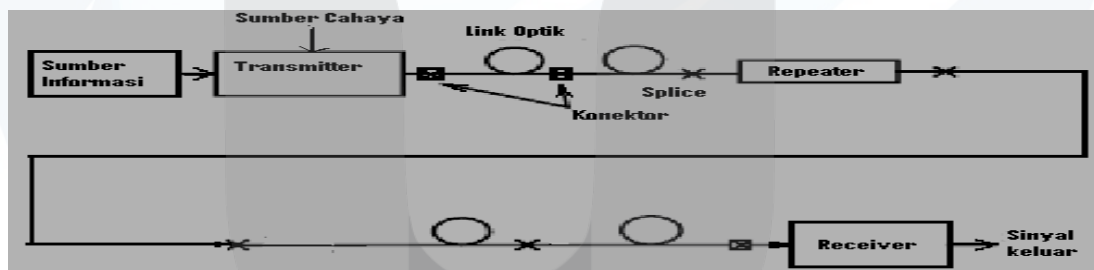 Sumber Cahaya
Link Optik
Sumber
Informasi
Transmitter
Repeater
Splice
Konektor
Receiver
Sinyal
keluar